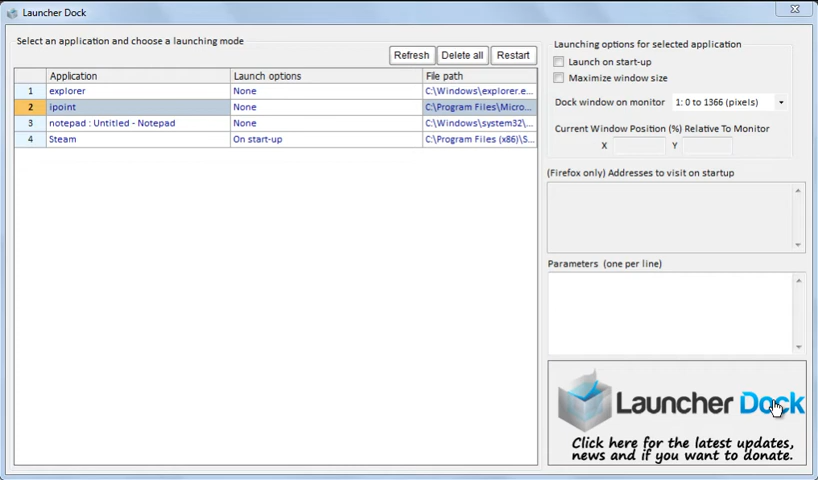 Launcher Dock
Select an application and choose a launching mode
Refresh Delete all Restart
Application Launch options File path
1 explorer None C:\Windows\explorer.e...
2 ipoint None C:\Program Files\Micro...
3 notepad : Untitled - Notepad None C:\Windows\system32\...
4 Steam On start-up C:\Program Files (x86)\S...
Launching options for selected application
Launch on start-up
Maximize window size
Dock window on monitor 1: 0 to 1366 (pixels)
Current Window Position (%) Relative To Monitor
X Y
(Firefox only) Addresses to visit on startup
Parameters (one per line)
Launcher Dock
Click here for the latest updates,
news and if you want to donate.